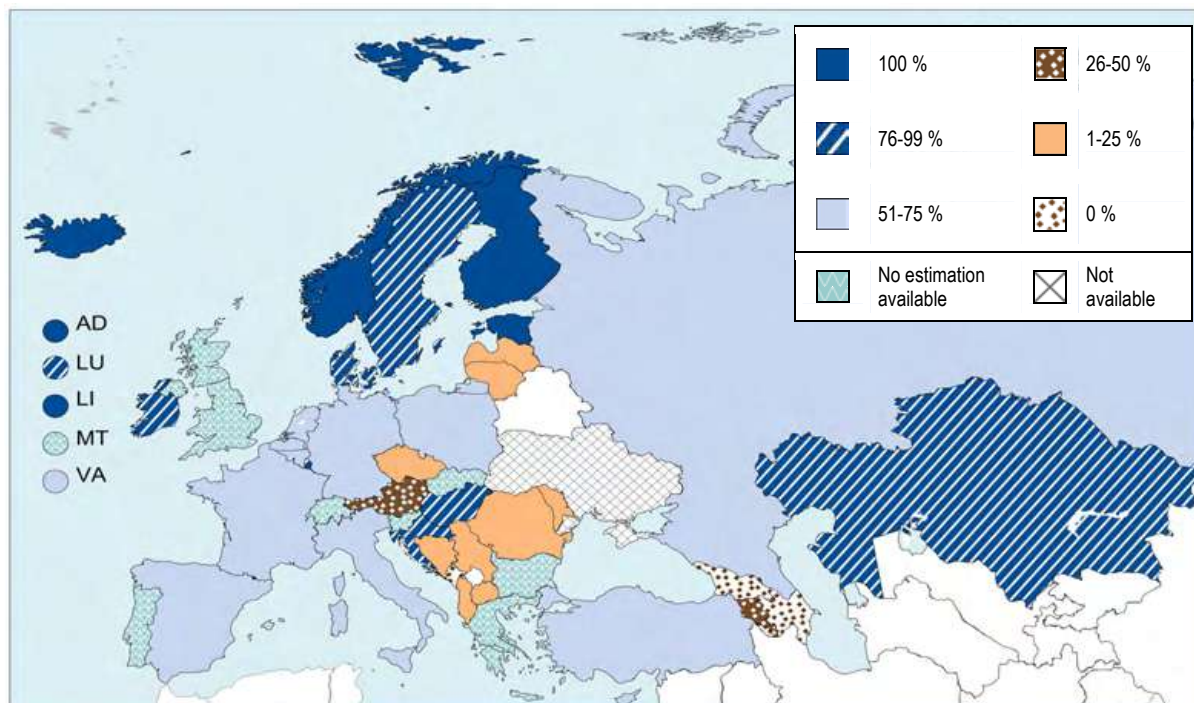 100 %
26-50 %
76-99 %
1-25 %
51-75 %
0 %
No estimation
available
Not
available
AD
LU
LI
MT
VA